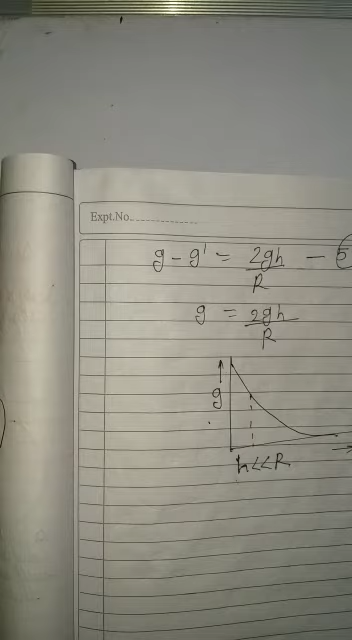 Expt.No.
g - g' = 2gh/R - 5
g = 2gh/R
g
h<<R